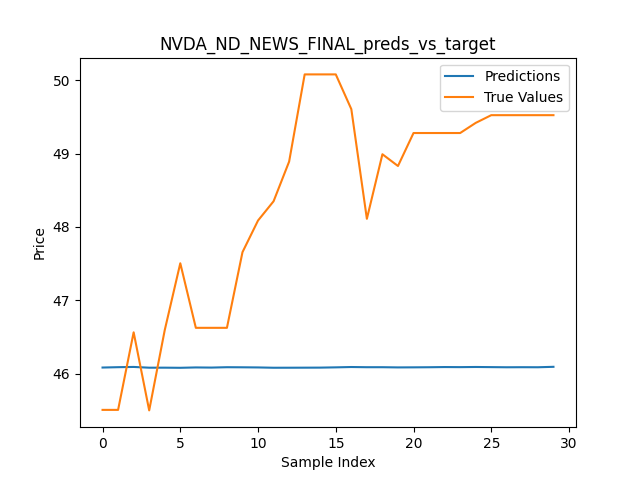 NVDA_ND_NEWS_FINAL_preds_vs_target
Predictions
True Values
Price
50
49
48
47
46
0 5 10 15 20 25 30
Sample Index